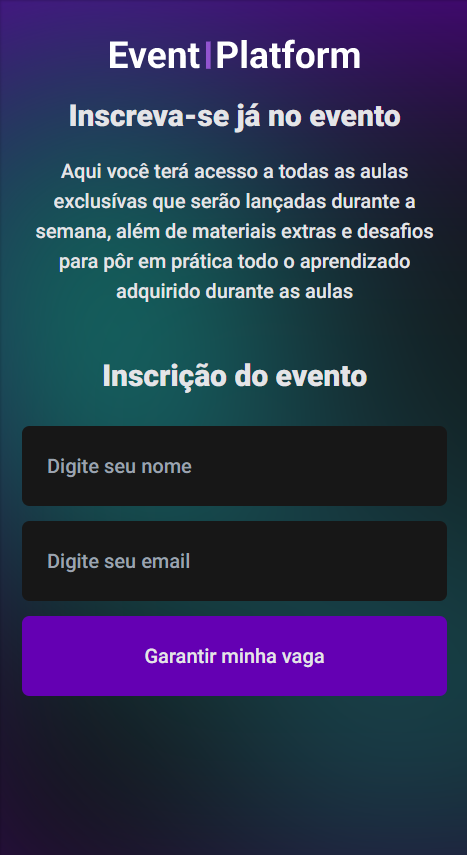 Event|Platform
Inscreva-se já no evento
Aqui você terá acesso a todas as aulas
exclusívas que serão lançadas durante a
semana, além de materiais extras e desafios
para pôr em prática todo o aprendizado
adquirido durante as aulas
Inscrição do evento
Digite seu nome
Digite seu email
Garantir minha vaga